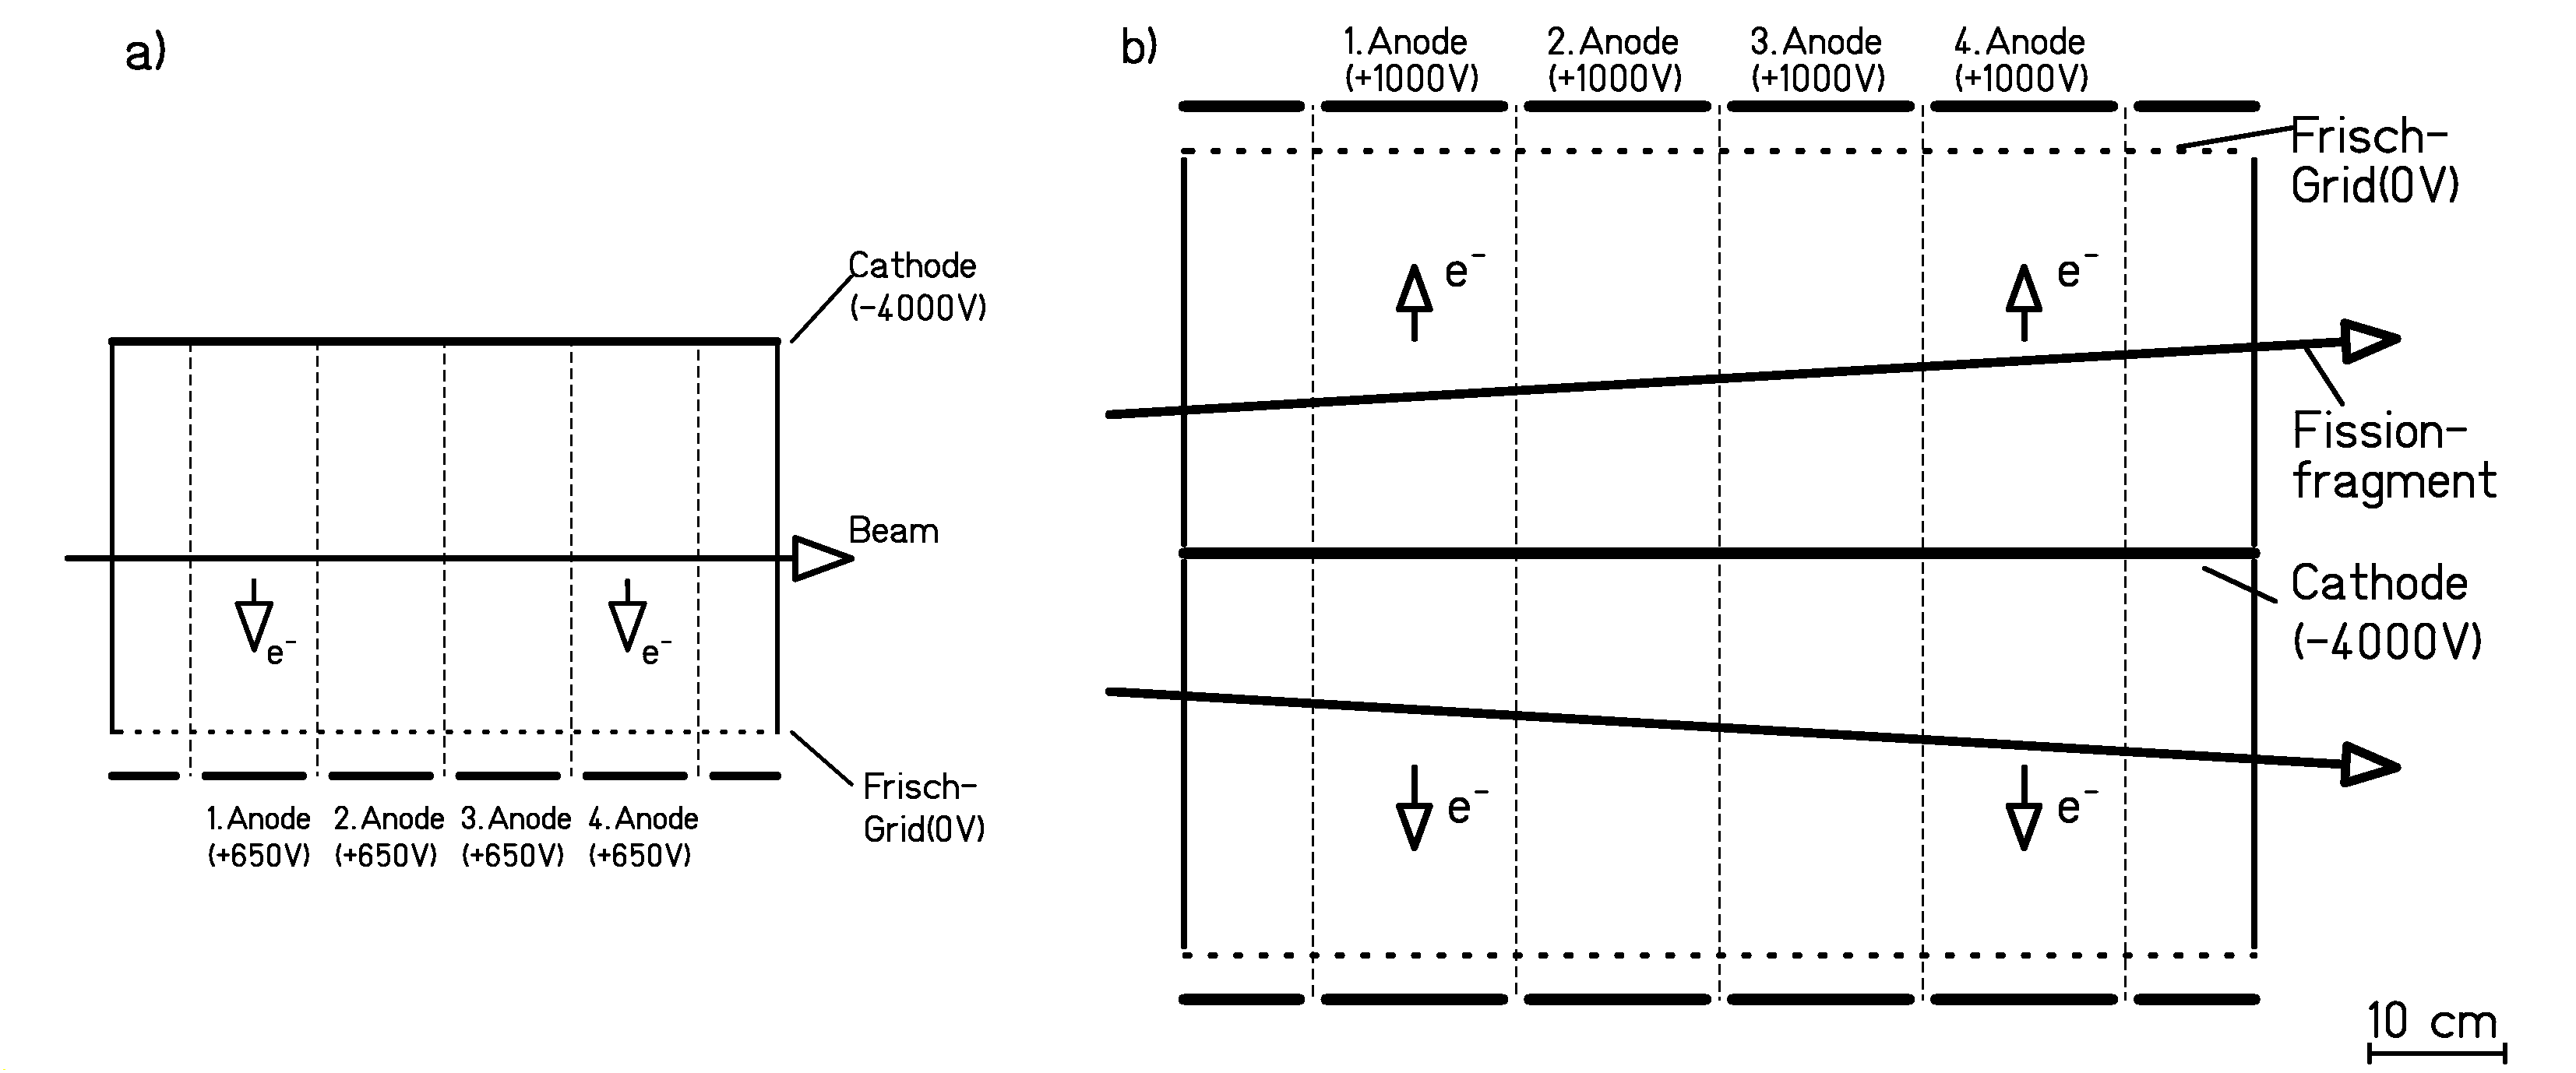 a)
Cathode
(-4000V)
Beam
e-
e-
Frisch-
Grid(0V)
1.Anode 2.Anode 3.Anode 4.Anode
(+650V) (+650V) (+650V) (+650V)
b)
1.Anode 2.Anode 3.Anode 4.Anode
(+1000V) (+1000V) (+1000V) (+1000V)
Frisch-
Grid(0V)
e-
e-
Fission-
fragment
Cathode
(-4000V)
e-
e-
10 cm